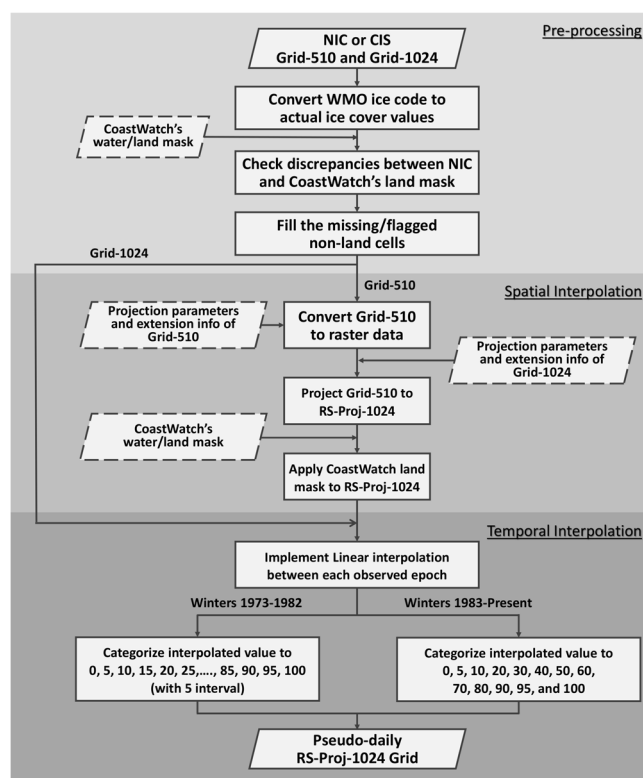 Pre-processing
NIC or CIS
Grid-510 and Grid-1024
Convert WMO ice code to
actual ice cover values
CoastWatch's
water/land mask
Check discrepancies between NIC
and CoastWatch's land mask
Fill the missing/flagged
non-land cells
Grid-1024
Grid-510
Spatial Interpolation
Projection parameters
and extension info of
Grid-510
Convert Grid-510
to raster data
Projection parameters
and extension info of
Grid-1024
Project Grid-510 to
RS-Proj-1024
CoastWatch's
water/land mask
Apply CoastWatch land
mask to RS-Proj-1024
Temporal Interpolation
Implement Linear interpolation
between each observed epoch
Winters 1973-1982
Winters 1983-Present
Categorize interpolated value to
0, 5, 10, 15, 20, 25,...., 85, 90, 95, 100
(with 5 interval)
Categorize interpolated value to
0, 5, 10, 20, 30, 40, 50, 60,
70, 80, 90, 95, and 100
Pseudo-daily
RS-Proj-1024 Grid